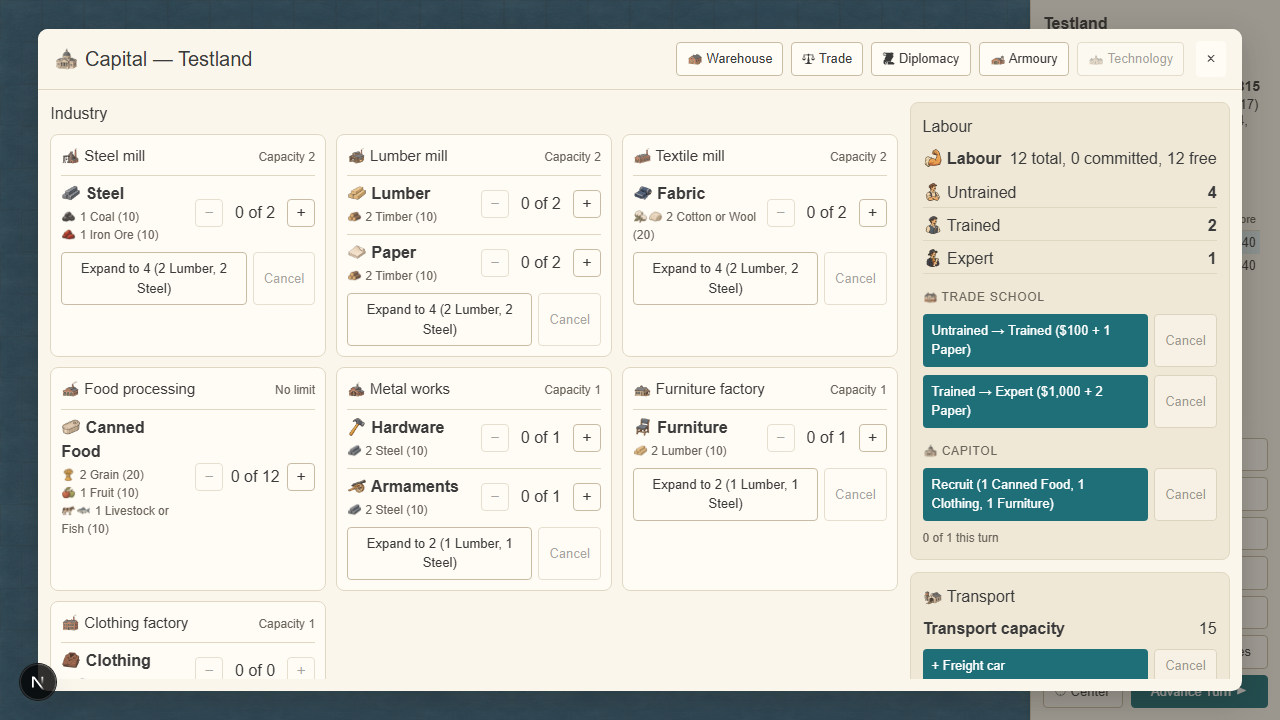 Testland
Capital — Testland
Warehouse
Trade
Diplomacy
Armoury
Technology
×
815
17)
Industry
Steel mill
Capacity 2
Steel
1 Coal (10)
1 Iron Ore (10)
−
0 of 2
+
Expand to 4 (2 Lumber, 2
Steel)
Cancel
Lumber mill
Capacity 2
Lumber
2 Timber (10)
−
0 of 2
+
Paper
2 Timber (10)
−
0 of 2
+
Expand to 4 (2 Lumber, 2
Steel)
Cancel
Textile mill
Capacity 2
Fabric
2 Cotton or Wool
(20)
−
0 of 2
+
Expand to 4 (2 Lumber, 2
Steel)
Cancel
Food processing
No limit
Canned
Food
2 Grain (20)
1 Fruit (10)
1 Livestock or
Fish (10)
−
0 of 12
+
Metal works
Capacity 1
Hardware
2 Steel (10)
−
0 of 1
+
Armaments
2 Steel (10)
−
0 of 1
+
Expand to 2 (1 Lumber, 1
Steel)
Cancel
Furniture factory
Capacity 1
Furniture
2 Lumber (10)
−
0 of 1
+
Expand to 2 (1 Lumber, 1
Steel)
Cancel
Clothing factory
Capacity 1
Clothing
−
0 of 0
+
Labour
Labour 12 total, 0 committed, 12 free
Untrained 4
Trained 2
Expert 1
TRADE SCHOOL
Untrained → Trained ($100 + 1
Paper)
Cancel
Trained → Expert ($1,000 + 2
Paper)
Cancel
CAPITOL
Recruit (1 Canned Food, 1
Clothing, 1 Furniture)
Cancel
0 of 1 this turn
Transport
Transport capacity 15
+ Freight car
Cancel
40
40
N
Center
Advance Turn ►